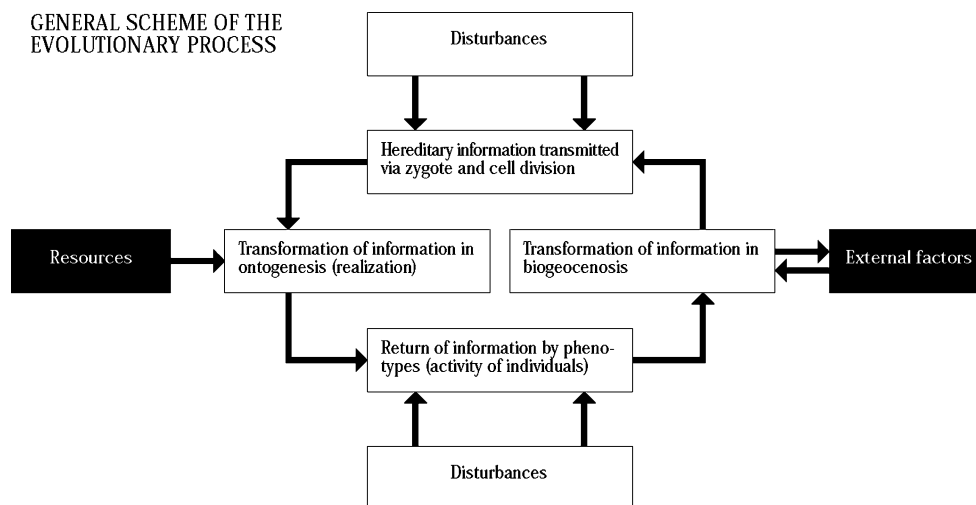 GENERAL SCHEME OF THE
EVOLUTIONARY PROCESS
Disturbances
Hereditary information transmitted
via zygote and cell division
Resources
Transformation of information in
ontogenesis (realization)
Transformation of information in
biogeocenosis
External factors
Return of information by pheno-
types (activity of individuals)
Disturbances